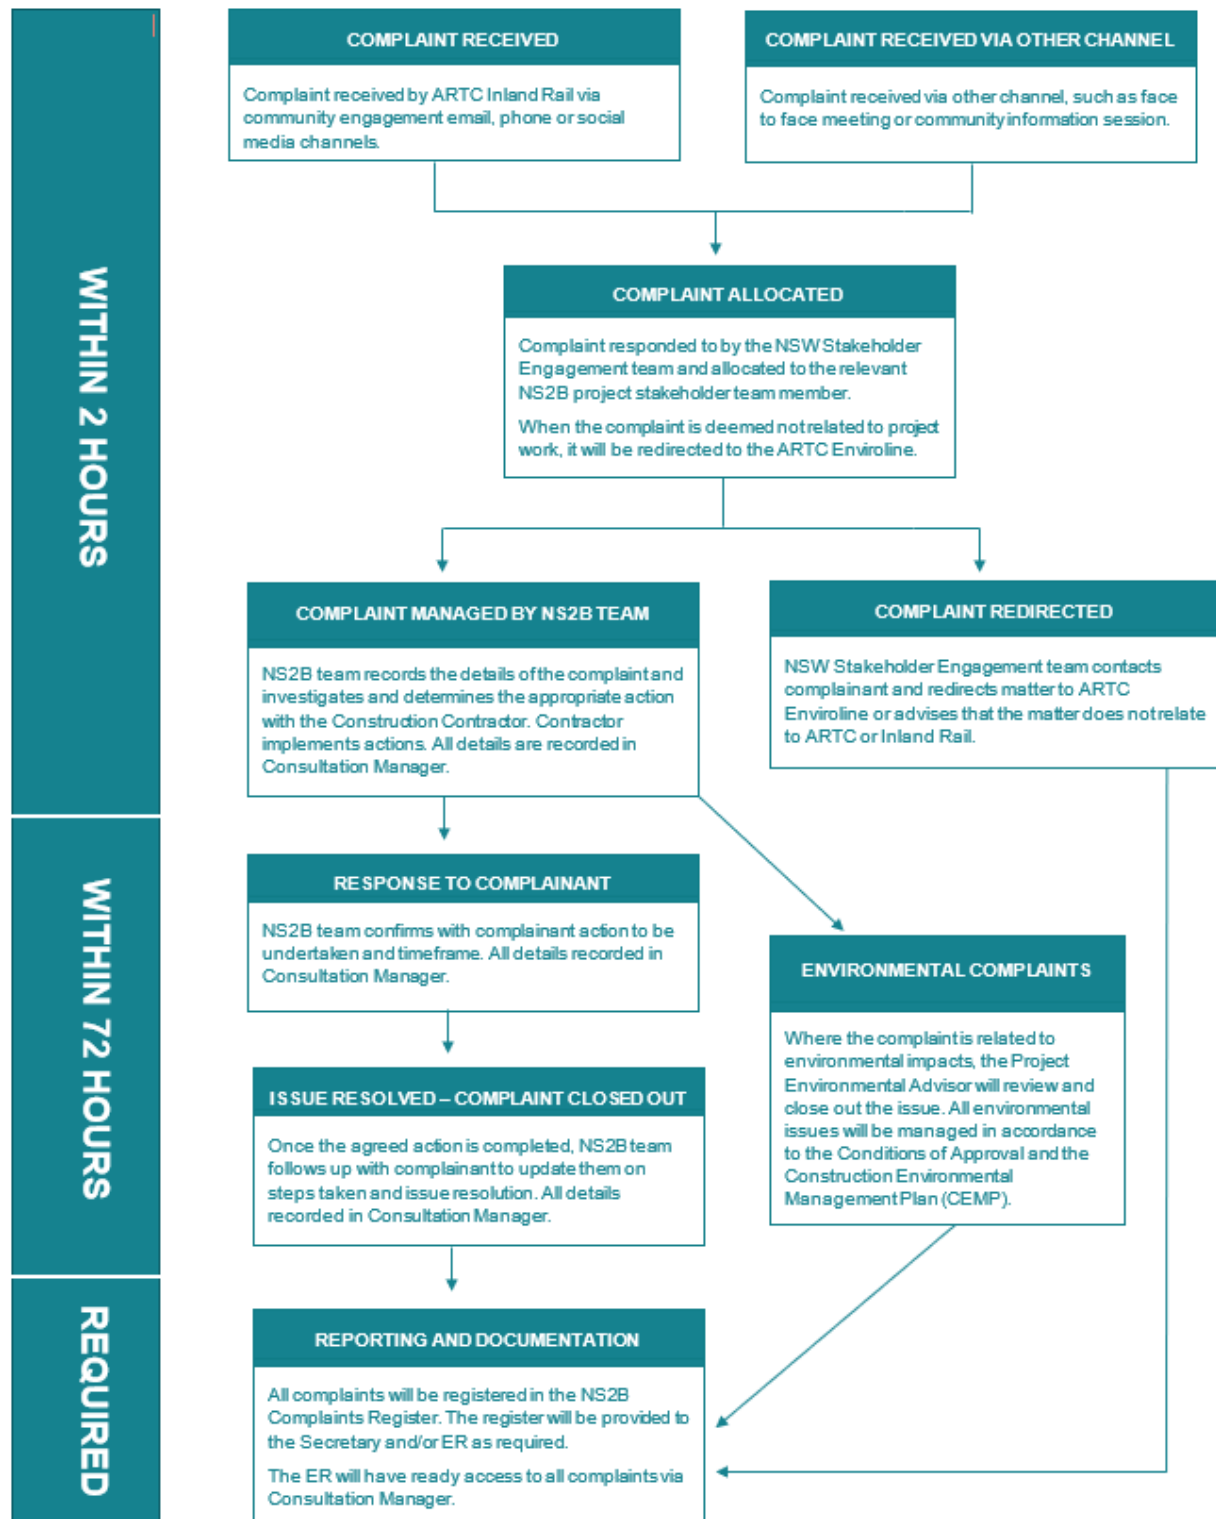 WITHIN 2 HOURS
COMPLAINT RECEIVED
Complaint received by ARTC Inland Rail via
community engagement email, phone or social
media channels.
COMPLAINT RECEIVED VIA OTHER CHANNEL
Complaint received via other channel, such as face
to face meeting or community information session.
COMPLAINT ALLOCATED
Complaint responded to by the NSW Stakeholder
Engagement team and allocated to the relevant
NS2B project stakeholder team member.
When the complaint is deemed not related to project
work, it will be redirected to the ARTC Enviroline.
COMPLAINT MANAGED BY NS2B TEAM
NS2B team records the details of the complaint and
investigates and determines the appropriate action
with the Construction Contractor. Contractor
implements actions. All details are recorded in
Consultation Manager.
COMPLAINT REDIRECTED
NSW Stakeholder Engagement team contacts
complainant and redirects matter to ARTC
Enviroline or advises that the matter does not relate
to ARTC or Inland Rail.
WITHIN 72 HOURS
RESPONSE TO COMPLAINANT
NS2B team confirms with complainant action to be
undertaken and timeframe. All details recorded in
Consultation Manager.
ENVIRONMENTAL COMPLAINTS
Where the complaint is related to
environmental impacts, the Project
Environmental Advisor will review and
close out the issue. All environmental
issues will be managed in accordance
to the Conditions of Approval and the
Construction Environmental
Management Plan (CEMP).
ISSUE RESOLVED – COMPLAINT CLOSED OUT
Once the agreed action is completed, NS2B team
follows up with complainant to update them on
steps taken and issue resolution. All details
recorded in Consultation Manager.
REQUIRED
REPORTING AND DOCUMENTATION
All complaints will be registered in the NS2B
Complaints Register. The register will be provided to
the Secretary and/or ER as required.
The ER will have ready access to all complaints via
Consultation Manager.